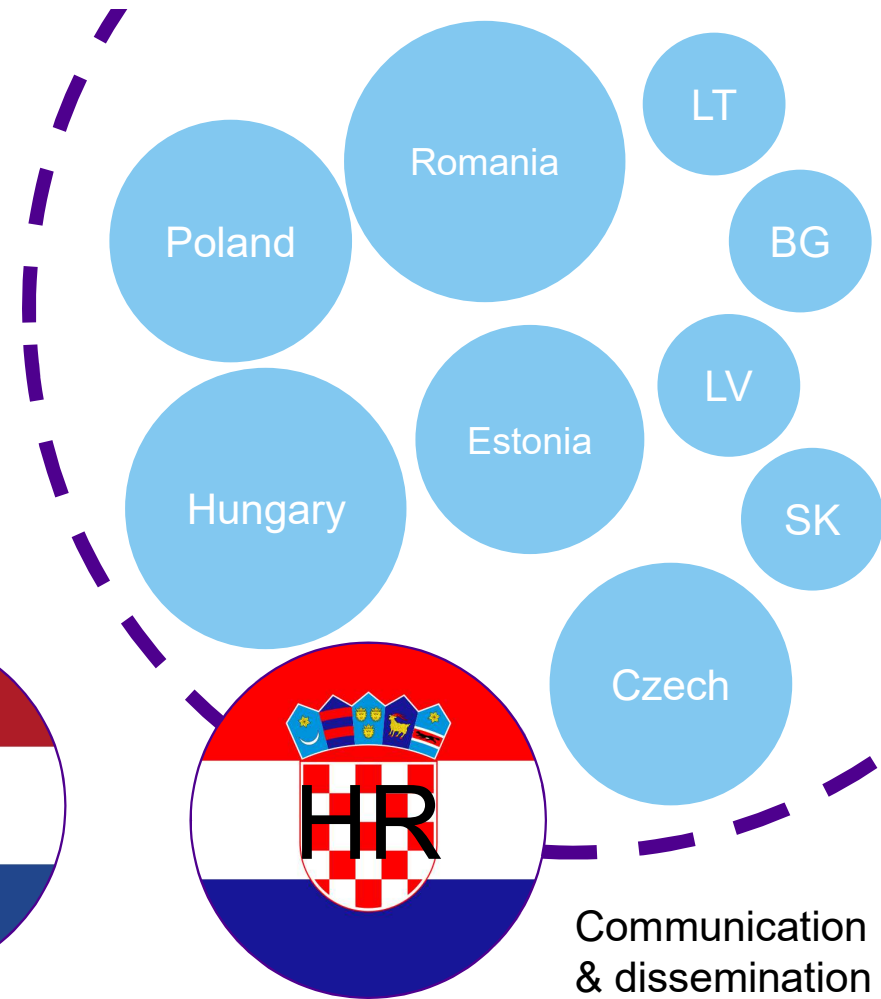 LT
Romania
Poland
BG
LV
Estonia
Hungary
SK
Czech
HR
Communication
& dissemination